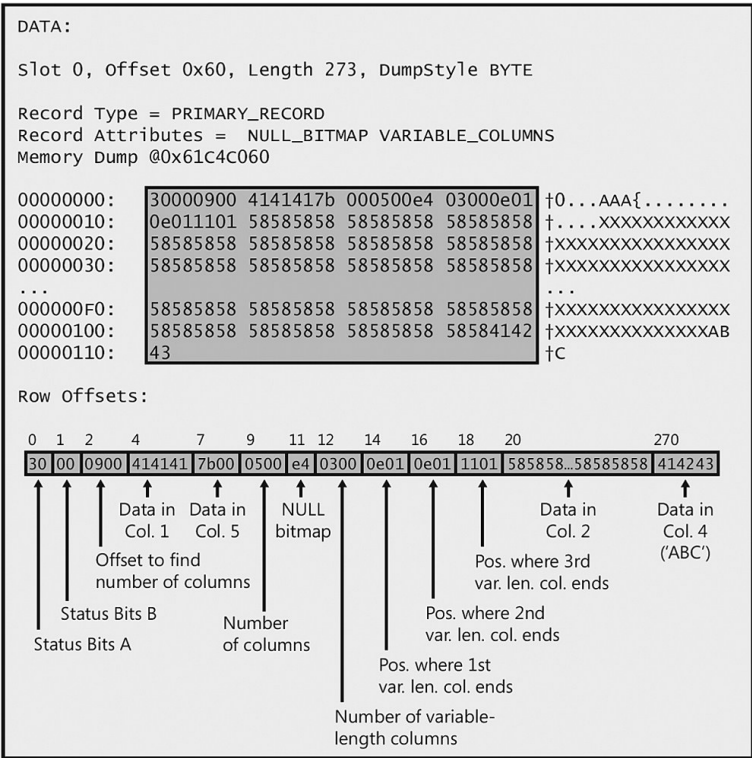 DATA:
Slot 0, Offset 0x60, Length 273, DumpStyle BYTE
Record Type = PRIMARY_RECORD
Record Attributes =  NULL_BITMAP VARIABLE_COLUMNS
Memory Dump @0x61C4C060
00000000: 30000900 4141417b 000500e4 03000e01 †0...AAA{........
00000010: 0e011101 58585858 58585858 58585858 †....XXXXXXXXXXXX
00000020: 58585858 58585858 58585858 58585858 †XXXXXXXXXXXXXXXX
00000030: 58585858 58585858 58585858 58585858 †XXXXXXXXXXXXXXXX
... ...
000000F0: 58585858 58585858 58585858 58585858 †XXXXXXXXXXXXXXXX
00000100: 58585858 58585858 58585858 58584142 †XXXXXXXXXXXXXXAB
00000110: 43 †C
Row Offsets:
0 1 2 4 7 9 11 12 14 16 18 20 270
30 00 0900 414141 7b00 0500 e4 0300 0e01 0e01 1101 585858...58585858 414243
Data in Col. 1
Data in Col. 5
NULL bitmap
Data in Col. 2
Data in Col. 4 ('ABC')
Offset to find
number of columns
Pos. where 3rd
var. len. col. ends
Status Bits B
Number
of columns
Pos. where 2nd
var. len. col. ends
Status Bits A
Pos. where 1st
var. len. col. ends
Number of variable-
length columns